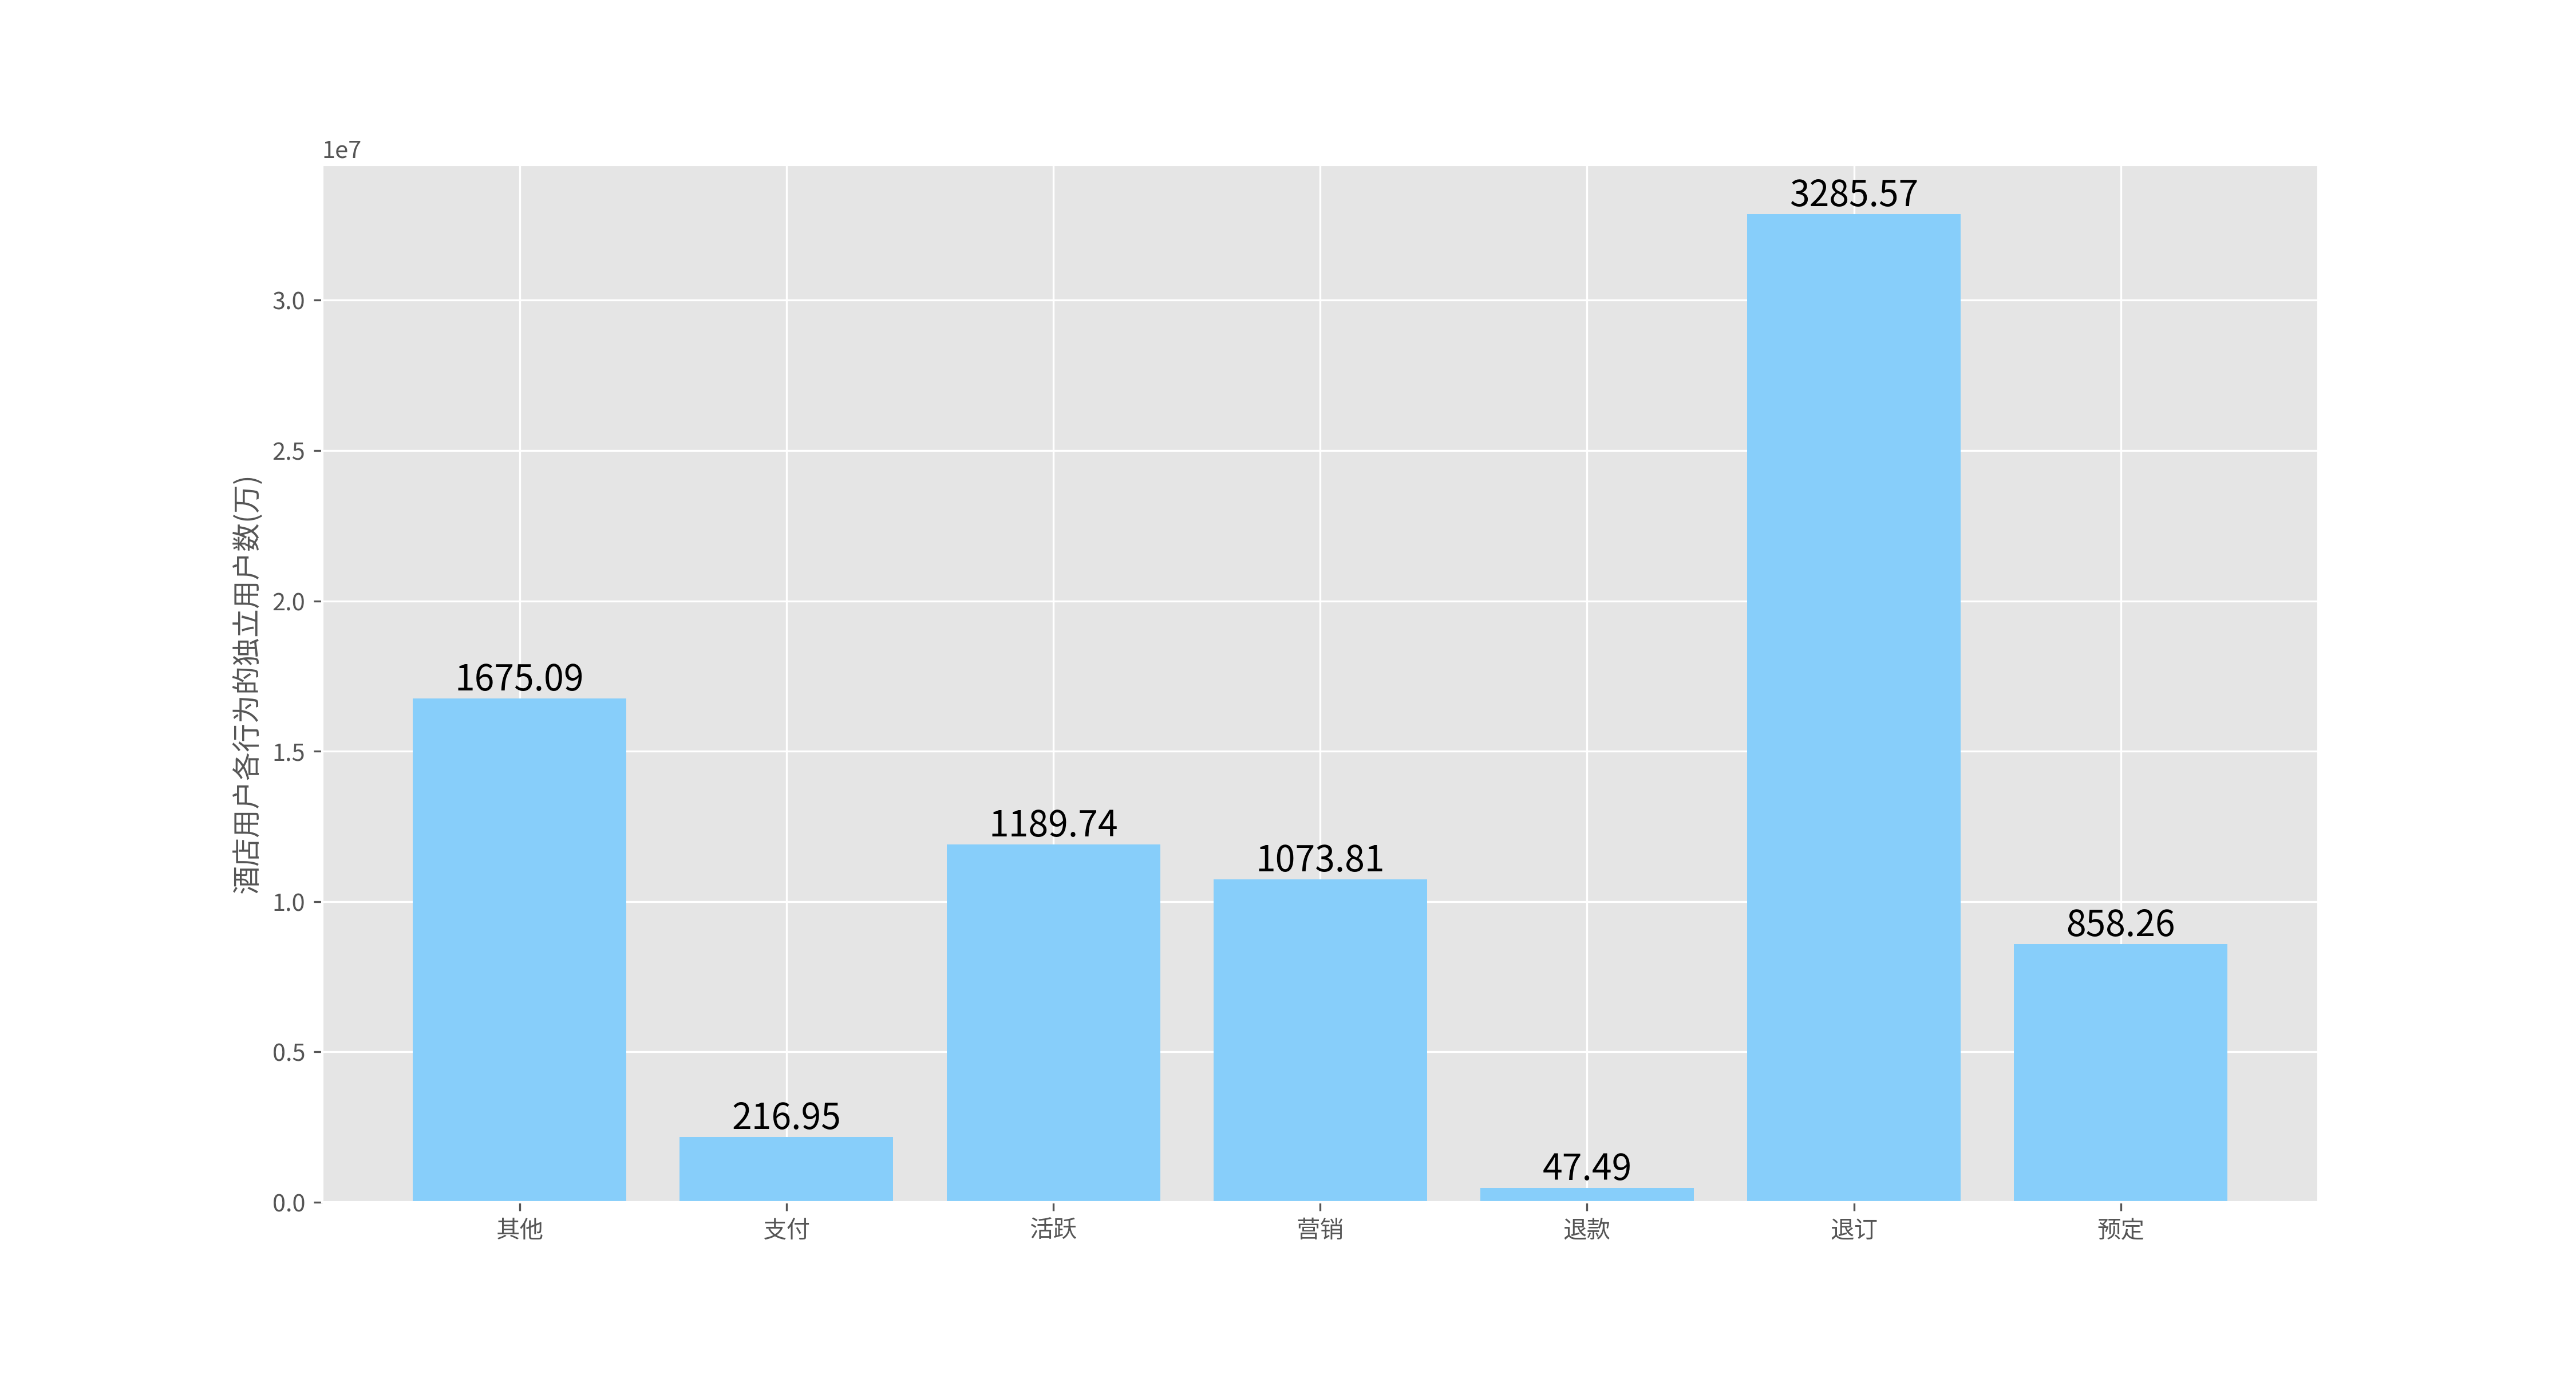 1e7
酒店用户各行为的独立用户数(万)
3.0
2.5
2.0
1.5
1.0
0.5
0.0
1675.09
216.95
1189.74
1073.81
47.49
3285.57
858.26
其他
支付
活跃
营销
退款
退订
预定